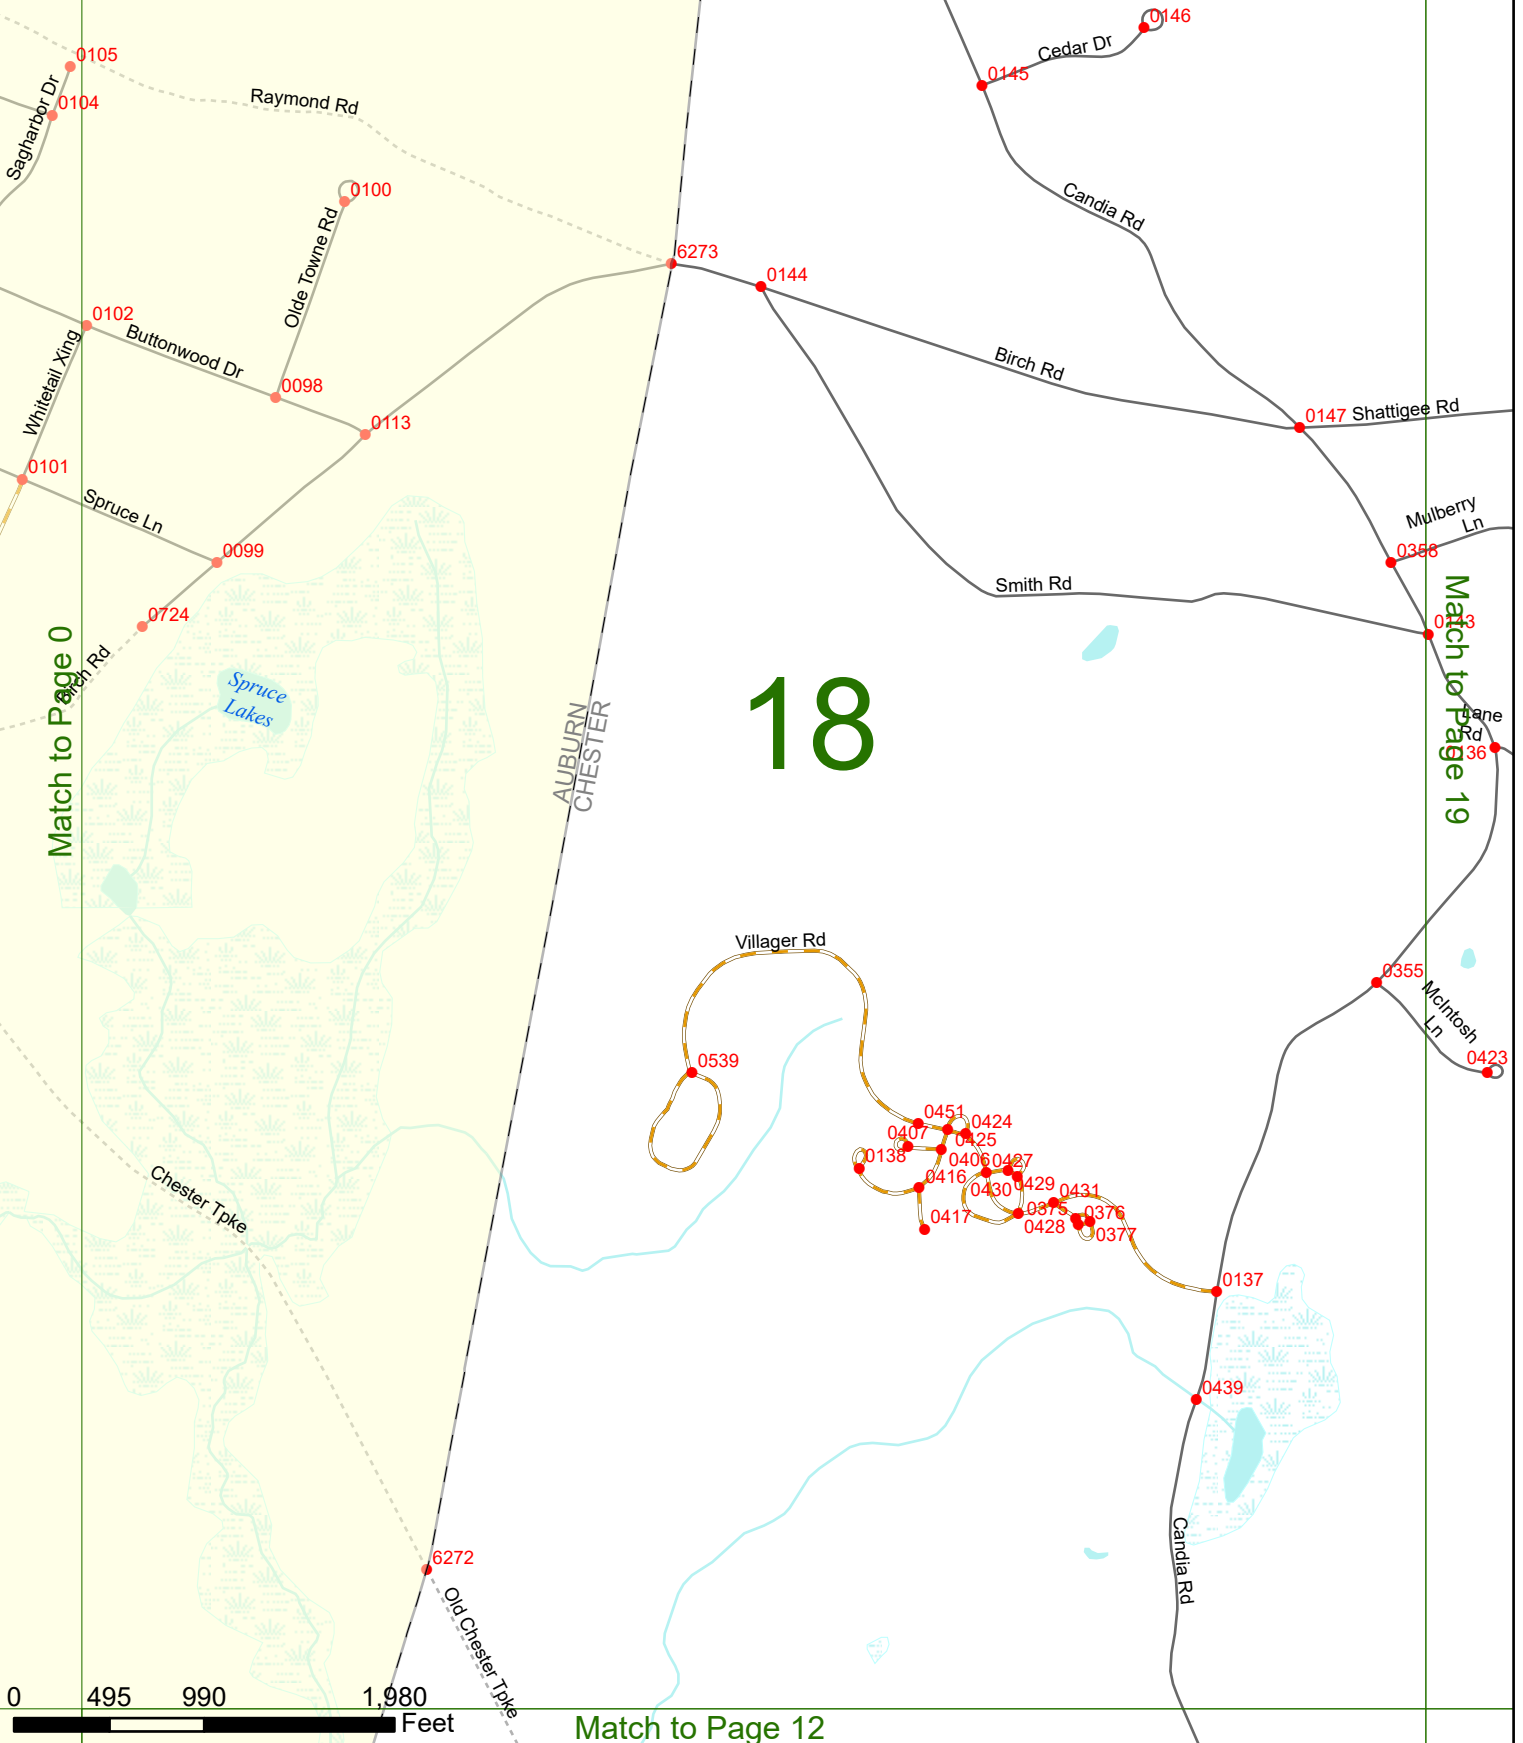 0146
Cedar Dr
0105
0145
Raymond Rd
0104
Sagharbor Dr
0100
Candia Rd
Olde Towne Rd
6273
0144
0102
Buttonwood Dr
Whitetail Xing
Birch Rd
0098
0113
0147
Shattigee Rd
0101
Spruce Ln
Mulberry
Ln
0099
0358
Smith Rd
0724
0143
Birch Rd
Match to Page 0
Spruce
Lakes
AUBURN
CHESTER
18
Match to Page 19
Lane
Rd
0136
Villager Rd
0355
McIntosh
Ln
0423
0539
0451
0424
0407
0425
0138
0406
0427
0416
0430
0429
0431
0417
0375
0376
0428
0377
Chester Tpke
0137
0439
Candia Rd
6272
Old Chester Tpke
0 495 990 1,980
Feet
Match to Page 12